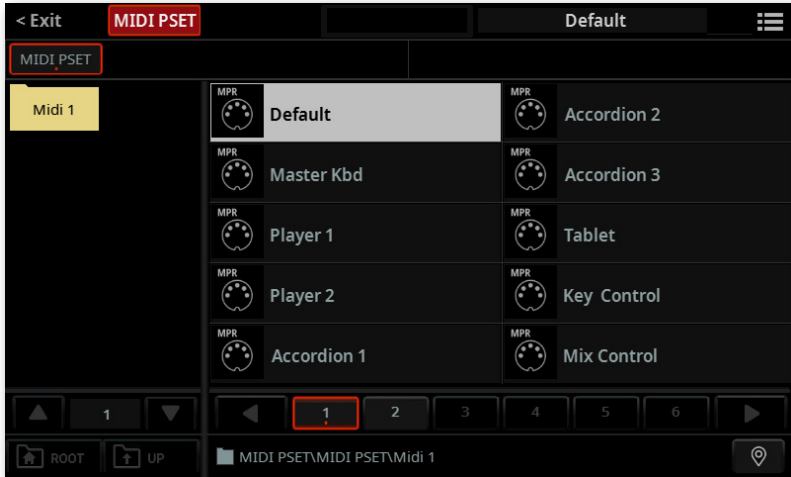 < Exit MIDI PSET Default
MIDI PSET
Midi 1
MPR Default MPR Accordion 2
MPR Master Kbd MPR Accordion 3
MPR Player 1 MPR Tablet
MPR Player 2 MPR Key Control
MPR Accordion 1 MPR Mix Control
1 1 2 3 4 5 6
ROOT UP MIDI PSET\MIDI PSET\Midi 1